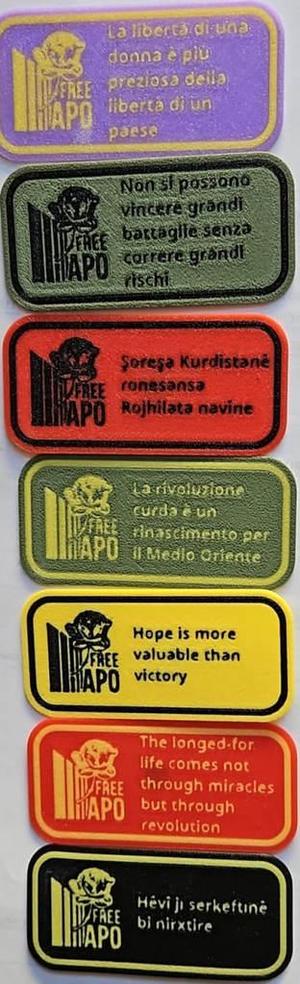 La libertà di una
donna è più
preziosa della
libertà di un
paese
FREE
APO
Non si possono
vincere grandi
battaglie senza
correre grandi
rischi
FREE
APO
Şoreşa Kurdistanê
ronesansa
Rojhilata navîne
FREE
APO
La rivoluzione
curda è un
rinascimento per
il Medio Oriente
FREE
APO
Hope is more
valuable than
victory
FREE
APO
The longed-for
life comes not
through miracles
but through
revolution
FREE
APO
Hêvî ji serkeftinê
bi nirxtire
FREE
APO